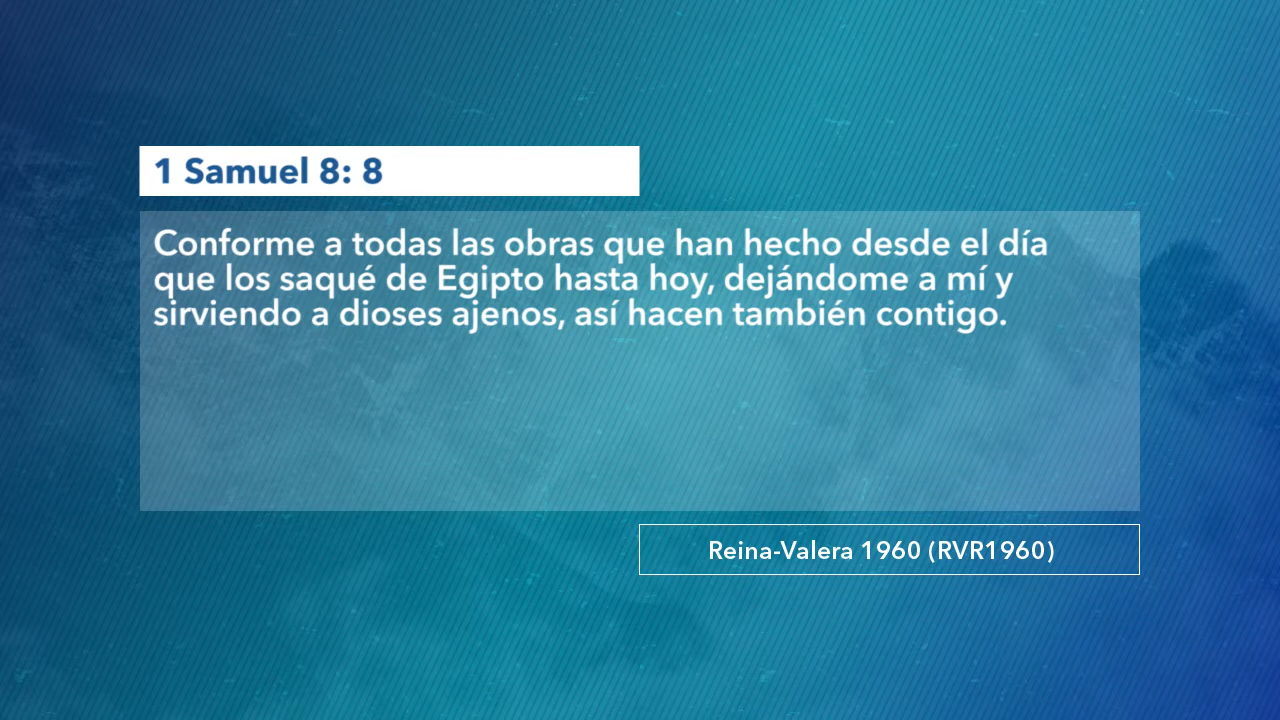 1 Samuel 8: 8
Conforme a todas las obras que han hecho desde el día
que los saqué de Egipto hasta hoy, dejándome a mí y
sirviendo a dioses ajenos, así hacen también contigo.
Reina-Valera 1960 (RVR1960)